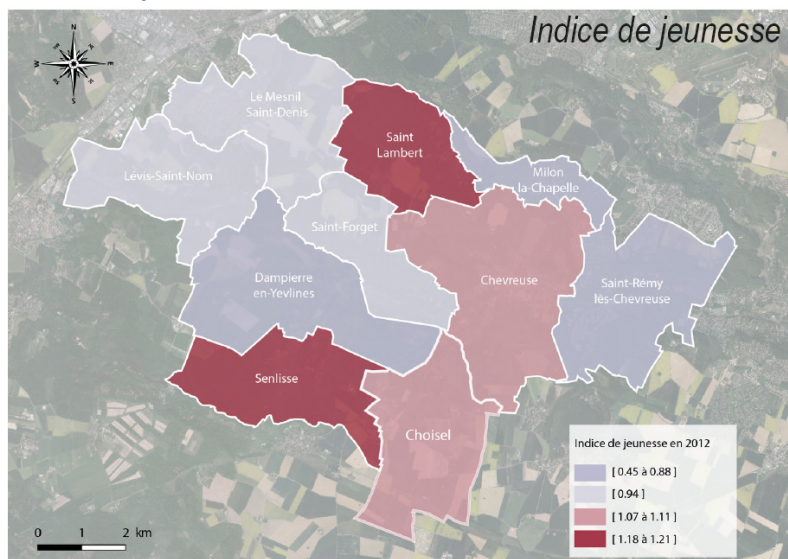 Indice de jeunesse
N
W
E
S
Le Mesnil
Saint-Denis
Saint
Lambert
Lévis-Saint-Nom
Milon
la-Chapelle
Saint-Forget
Dampierre
en-Yevlines
Chevreuse
Saint-Rémy
lès-Chevreuse
Senlisse
Choisel
Indice de jeunesse en 2012
[ 0.45 à 0.88 ]
[ 0.94 ]
[ 1.07 à 1.11 ]
[ 1.18 à 1.21 ]
0 1 2 km